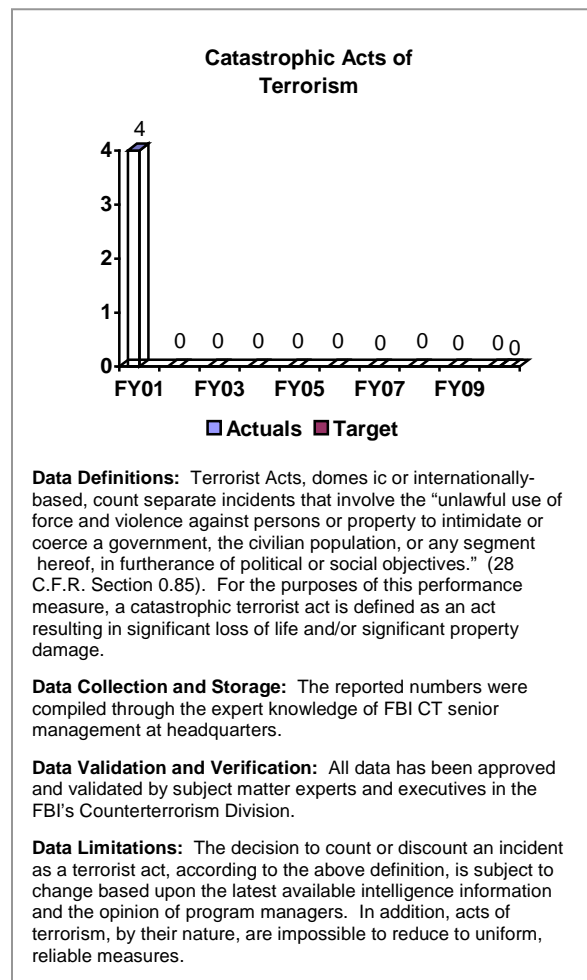 Catastrophic Acts of
Terrorism
4
4
3
2
1
0
0 0 0 0 0 0 0 0 0 0
FY01 FY03 FY05 FY07 FY09
Actuals Target
Data Definitions: Terrorist Acts, domes ic or internationally-
based, count separate incidents that involve the “unlawful use of
force and violence against persons or property to intimidate or
coerce a government, the civilian population, or any segment
hereof, in furtherance of political or social objectives.” (28
C.F.R. Section 0.85). For the purposes of this performance
measure, a catastrophic terrorist act is defined as an act
resulting in significant loss of life and/or significant property
damage.
Data Collection and Storage: The reported numbers were
compiled through the expert knowledge of FBI CT senior
management at headquarters.
Data Validation and Verification: All data has been approved
and validated by subject matter experts and executives in the
FBI’s Counterterrorism Division.
Data Limitations: The decision to count or discount an incident
as a terrorist act, according to the above definition, is subject to
change based upon the latest available intelligence information
and the opinion of program managers. In addition, acts of
terrorism, by their nature, are impossible to reduce to uniform,
reliable measures.